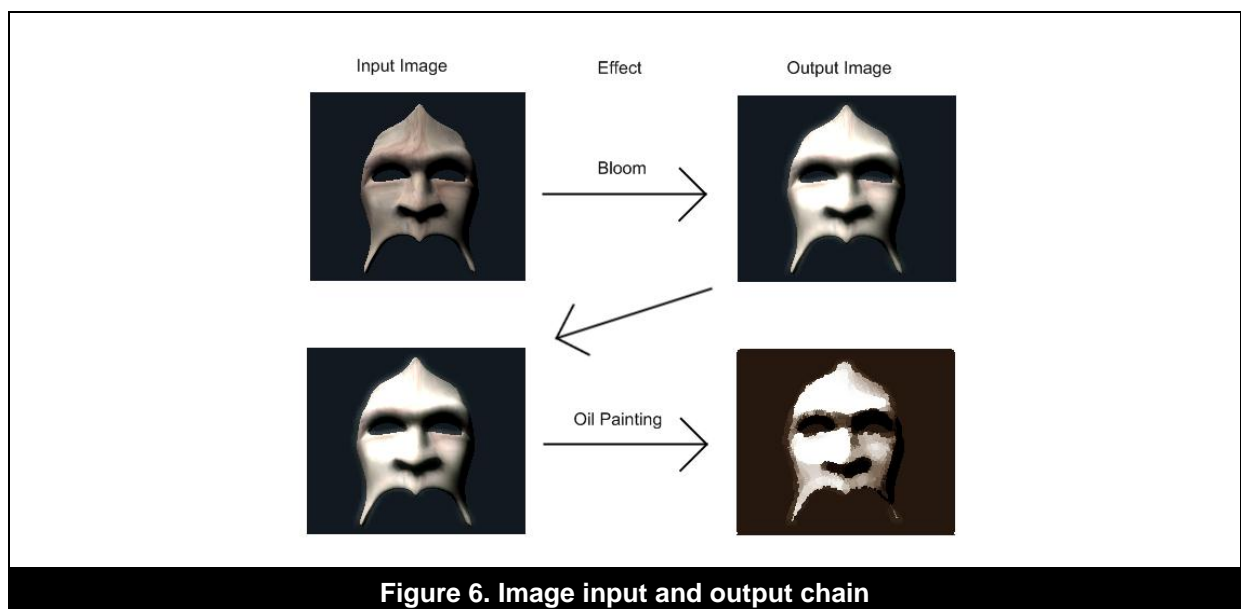 Input Image Effect Output Image
Bloom
Oil Painting
Figure 6. Image input and output chain